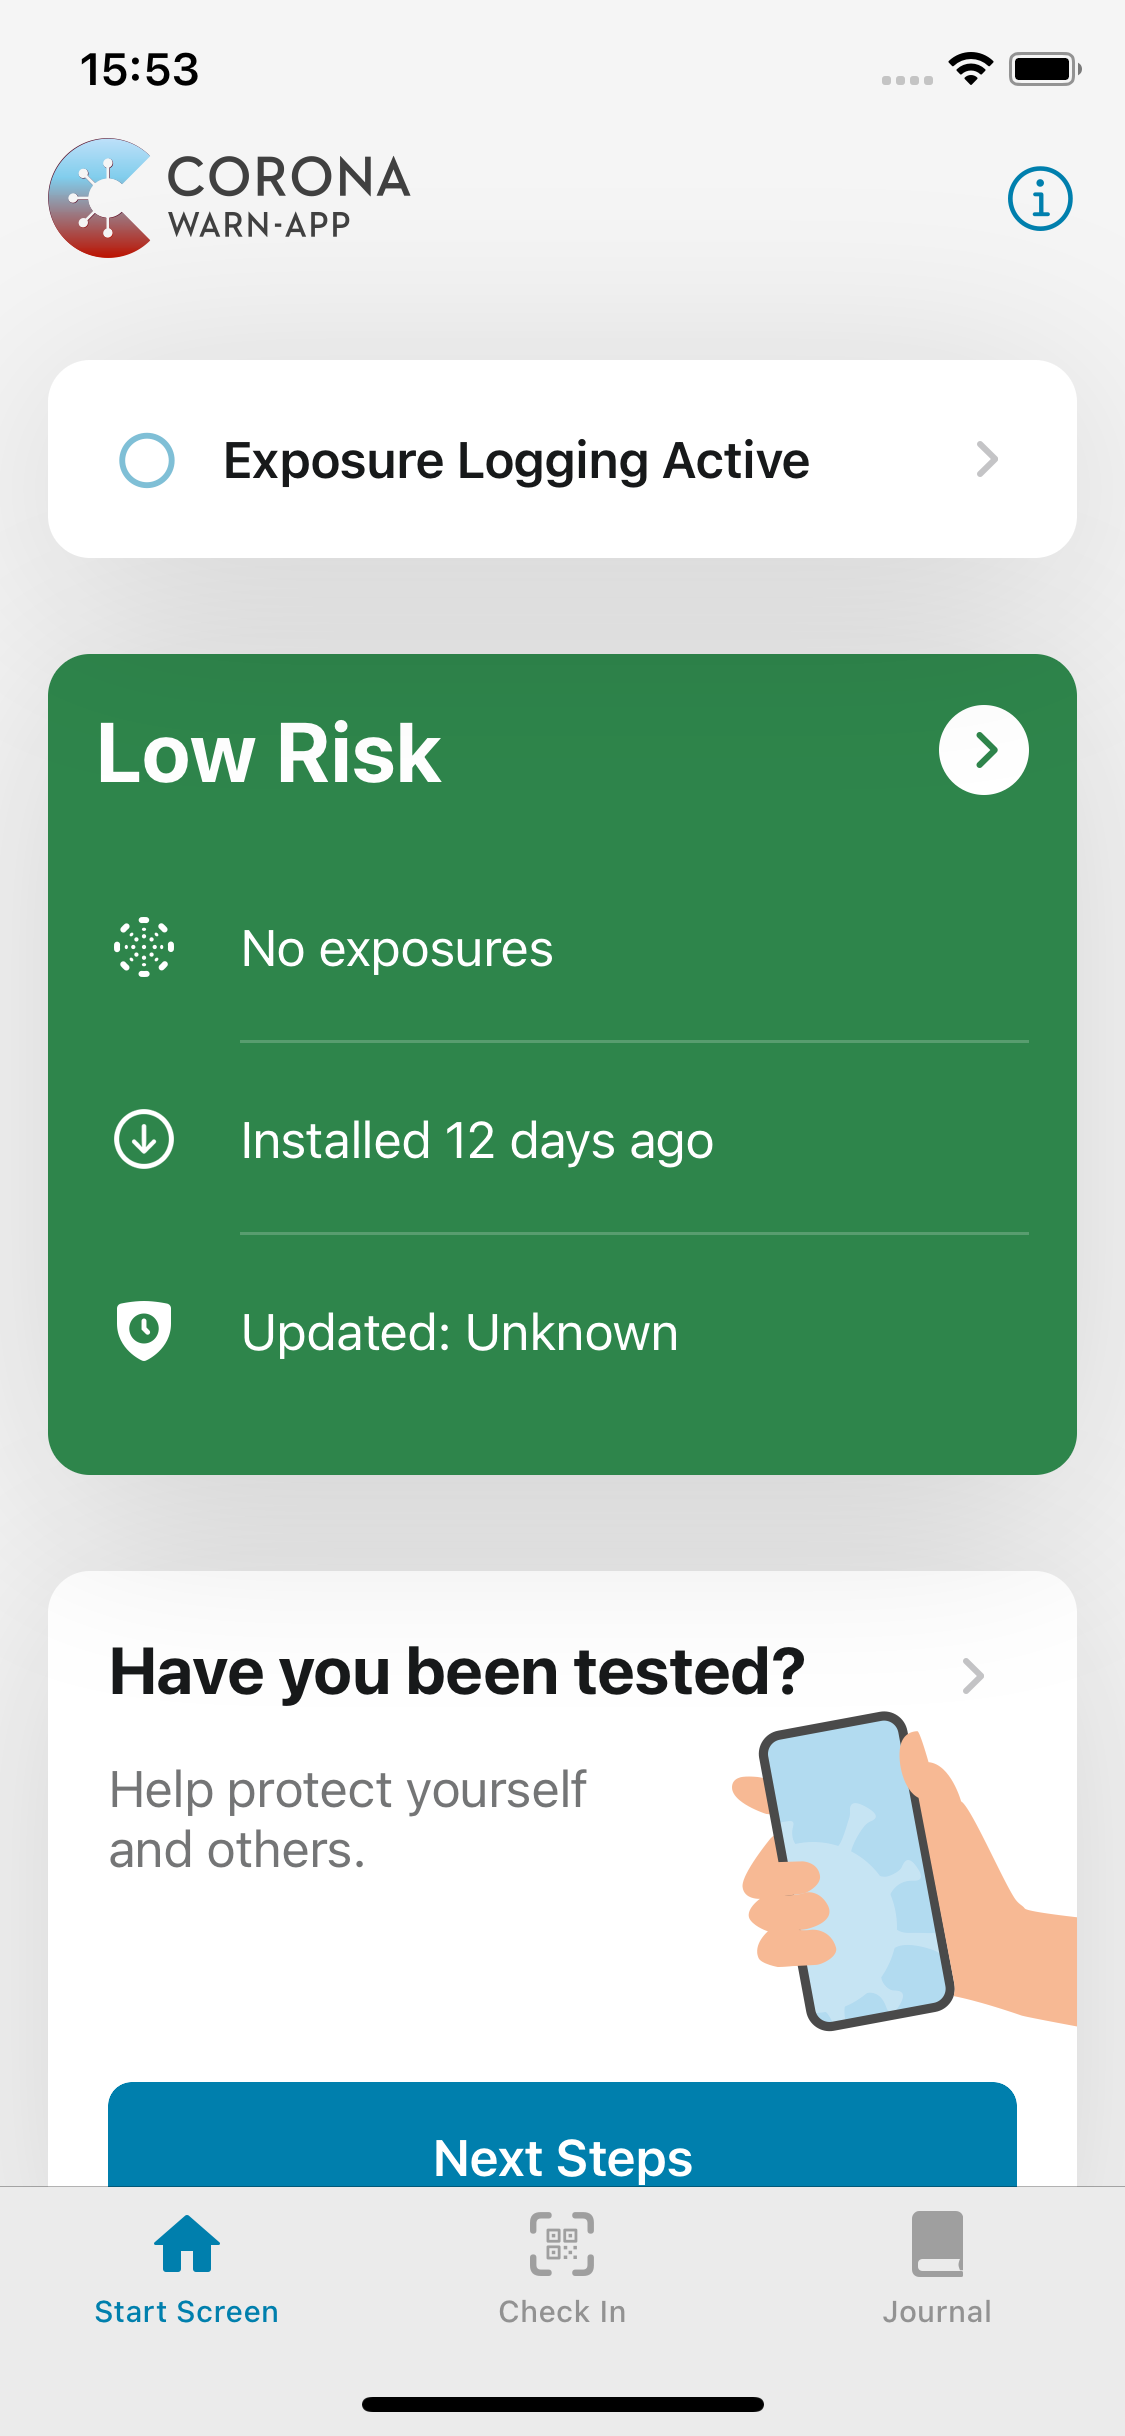 15:53
CORONA
WARN-APP
Exposure Logging Active
Low Risk
No exposures
Installed 12 days ago
Updated: Unknown
Have you been tested?
Help protect yourself
and others.
Next Steps
Start Screen
Check In
Journal